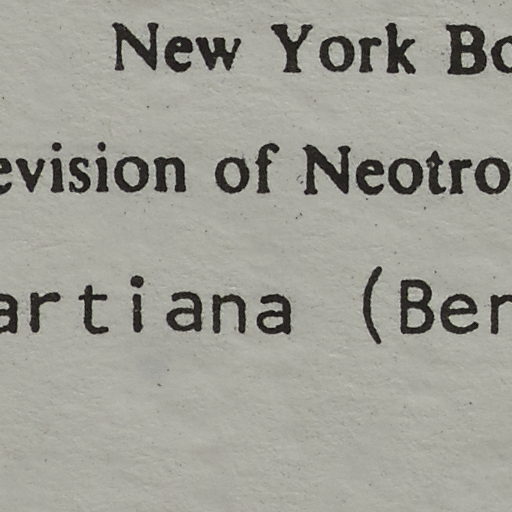 New York Bo
evision of Neotro
artiana (Ber